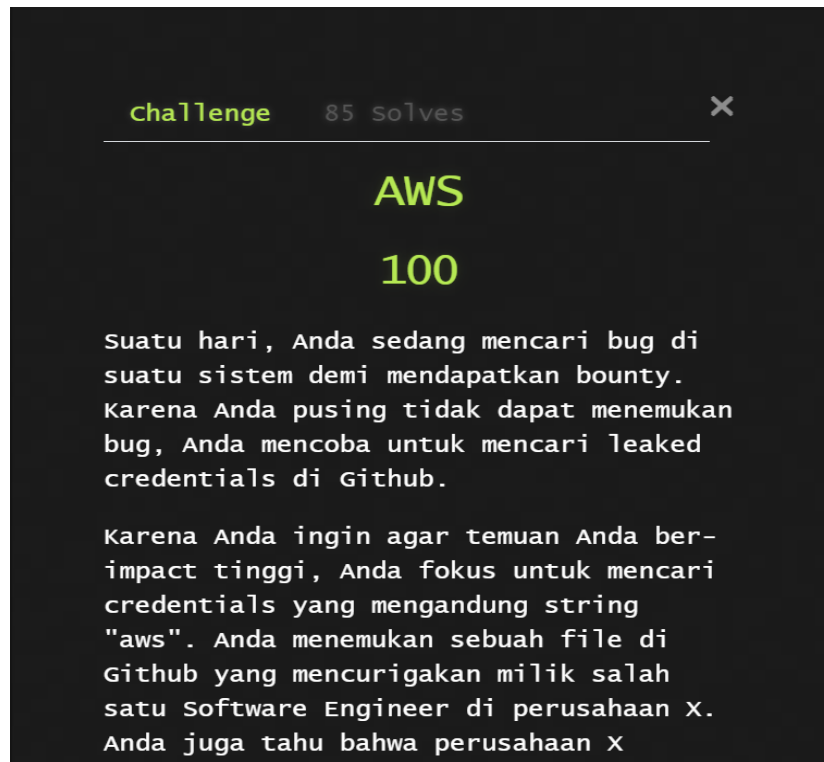 Challenge 85 Solves ×
AWS
100
Suatu hari, Anda sedang mencari bug di
suatu sistem demi mendapatkan bounty.
Karena Anda pusing tidak dapat menemukan
bug, Anda mencoba untuk mencari leaked
credentials di Github.
Karena Anda ingin agar temuan Anda ber-
impact tinggi, Anda fokus untuk mencari
credentials yang mengandung string
"aws". Anda menemukan sebuah file di
Github yang mencurigakan milik salah
satu Software Engineer di perusahaan X.
Anda juga tahu bahwa perusahaan X